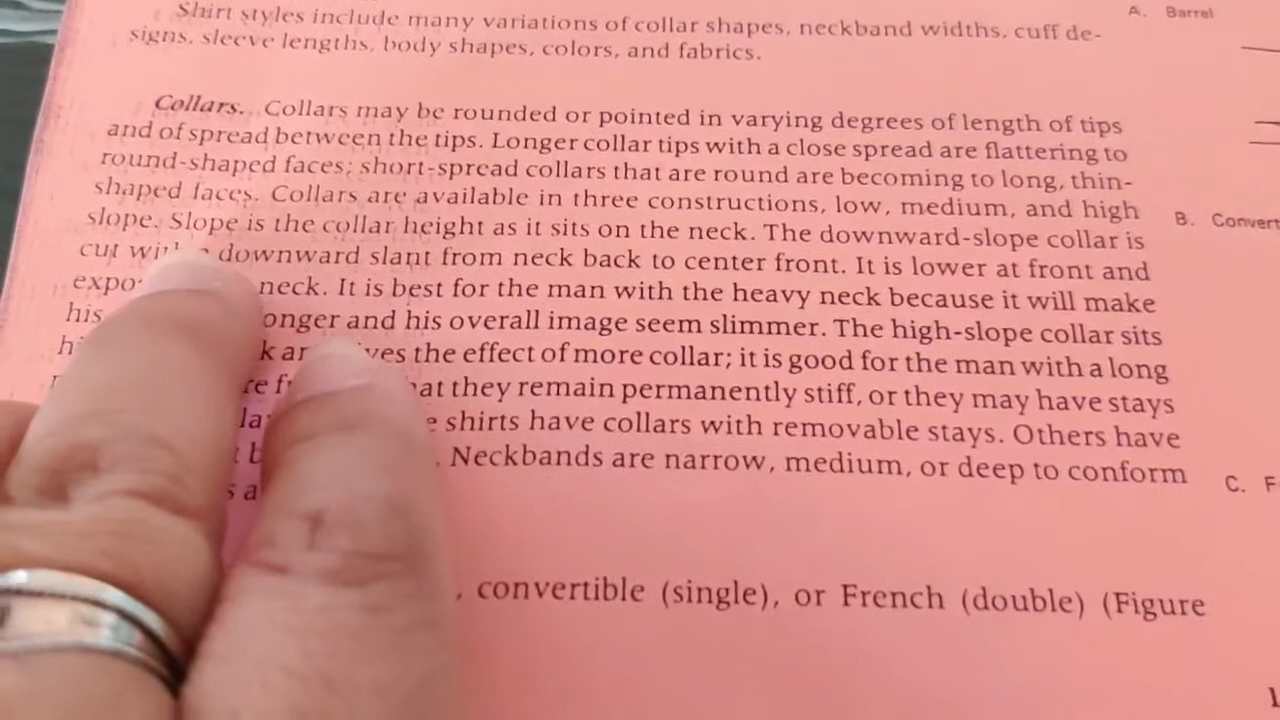 Shirt styles include many variations of collar shapes, neckband widths, cuff de-
signs, sleeve lengths, body shapes, colors, and fabrics.
Collars. Collars may be rounded or pointed in varying degrees of length of tips
and of spread between the tips. Longer collar tips with a close spread are flattering to
round-shaped faces; short-spread collars that are round are becoming to long, thin-
shaped faces. Collars are available in three constructions, low, medium, and high
slope. Slope is the collar height as it sits on the neck. The downward-slope collar is
cut downward slant from neck back to center front. It is lower at front and
neck. It is best for the man with the heavy neck because it will make
his and his overall image seem slimmer. The high-slope collar sits
the effect of more collar; it is good for the man with a long
they remain permanently stiff, or they may have stays
shirts have collars with removable stays. Others have
. Neckbands are narrow, medium, or deep to conform
, convertible (single), or French (double) (Figure
A. Barrel
B.
C.